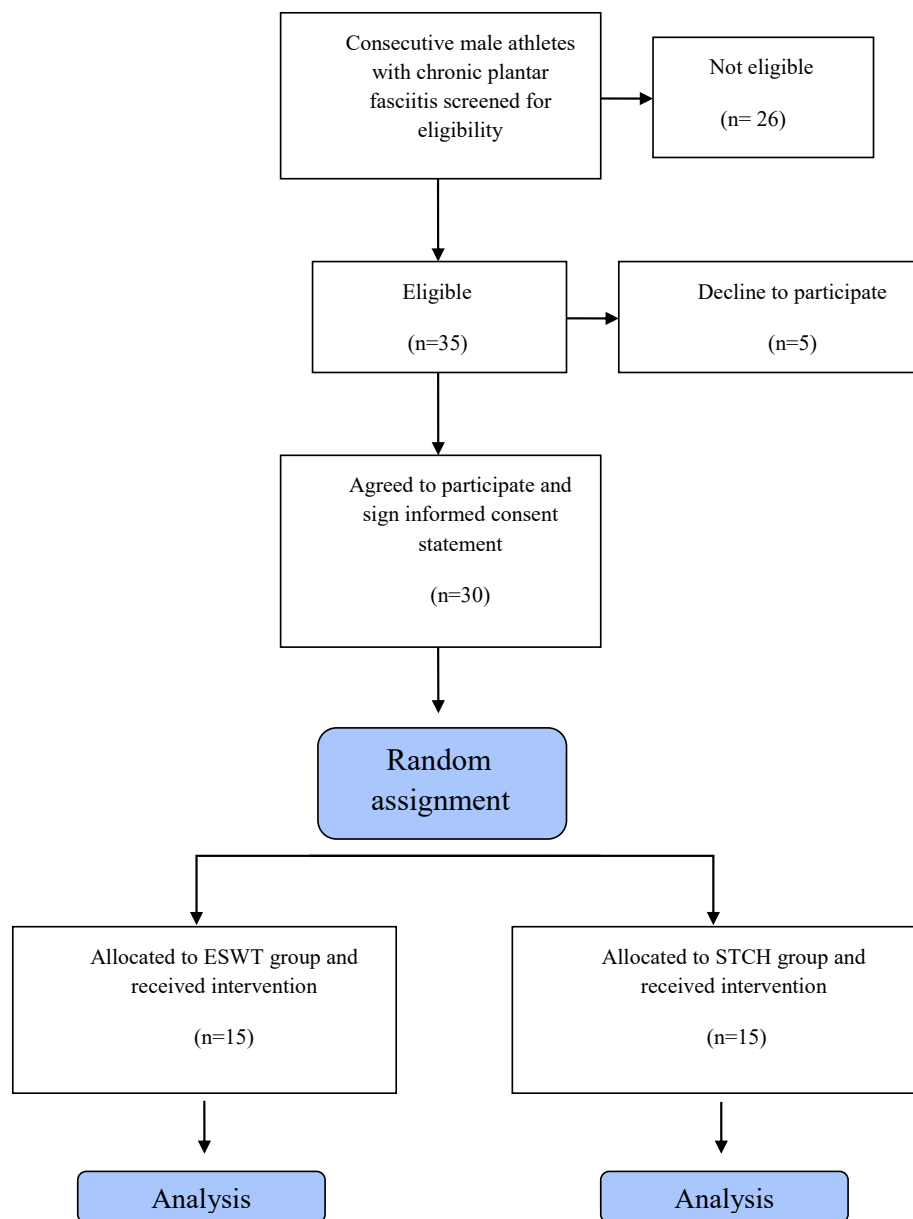 Consecutive male athletes
with chronic plantar
fasciitis screened for
eligibility
Not eligible
(n= 26)
Eligible
(n=35)
Decline to participate
(n=5)
Agreed to participate and
sign informed consent
statement
(n=30)
Random
assignment
Allocated to ESWT group and
received intervention
(n=15)
Allocated to STCH group and
received intervention
(n=15)
Analysis
Analysis